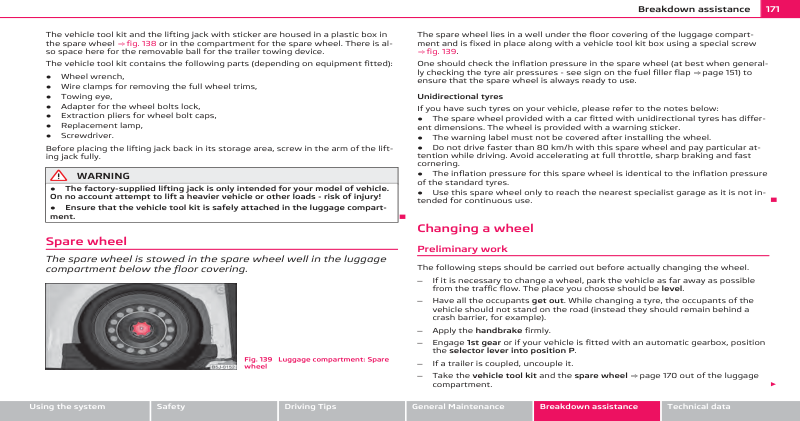 Breakdown assistance 171
The vehicle tool kit and the lifting jack with sticker are housed in a plastic box in
the spare wheel ⇒ fig. 138 or in the compartment for the spare wheel. There is al-
so space here for the removable ball for the trailer towing device.
The vehicle tool kit contains the following parts (depending on equipment fitted):
● Wheel wrench,
● Wire clamps for removing the full wheel trims,
● Towing eye,
● Adapter for the wheel bolts lock,
● Extraction pliers for wheel bolt caps,
● Replacement lamp,
● Screwdriver.
Before placing the lifting jack back in its storage area, screw in the arm of the lift-
ing jack fully.
WARNING
● The factory-supplied lifting jack is only intended for your model of vehicle.
On no account attempt to lift a heavier vehicle or other loads - risk of injury!
● Ensure that the vehicle tool kit is safely attached in the luggage compart-
ment.
Spare wheel
The spare wheel is stowed in the spare wheel well in the luggage
compartment below the floor covering.
Fig. 139 Luggage compartment: Spare
wheel
The spare wheel lies in a well under the floor covering of the luggage compart-
ment and is fixed in place along with a vehicle tool kit box using a special screw
⇒ fig. 139.
One should check the inflation pressure in the spare wheel (at best when general-
ly checking the tyre air pressures - see sign on the fuel filler flap ⇒ page 151) to
ensure that the spare wheel is always ready to use.
Unidirectional tyres
If you have such tyres on your vehicle, please refer to the notes below:
● The spare wheel provided with a car fitted with unidirectional tyres has differ-
ent dimensions. The wheel is provided with a warning sticker.
● The warning label must not be covered after installing the wheel.
● Do not drive faster than 80 km/h with this spare wheel and pay particular at-
tention while driving. Avoid accelerating at full throttle, sharp braking and fast
cornering.
● The inflation pressure for this spare wheel is identical to the inflation pressure
of the standard tyres.
● Use this spare wheel only to reach the nearest specialist garage as it is not in-
tended for continuous use.
Changing a wheel
Preliminary work
The following steps should be carried out before actually changing the wheel.
– If it is necessary to change a wheel, park the vehicle as far away as possible
from the traffic flow. The place you choose should be level.
– Have all the occupants get out. While changing a tyre, the occupants of the
vehicle should not stand on the road (instead they should remain behind a
crash barrier, for example).
– Apply the handbrake firmly.
– Engage 1st gear or if your vehicle is fitted with an automatic gearbox, position
the selector lever into position P.
– If a trailer is coupled, uncouple it.
– Take the vehicle tool kit and the spare wheel ⇒ page 170 out of the luggage
compartment.
Using the system Safety Driving Tips General Maintenance Breakdown assistance Technical data